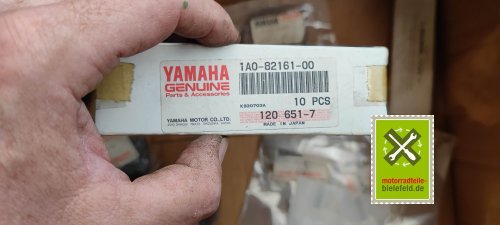 YAMAHA
GENUINE
Parts & Accessories
YAMAHA MOTOR CO.,LTD.
1A0-82161-00
10 PCS
120 651-7
MADE IN JAPAN
motorradteile-
bielefeld.de